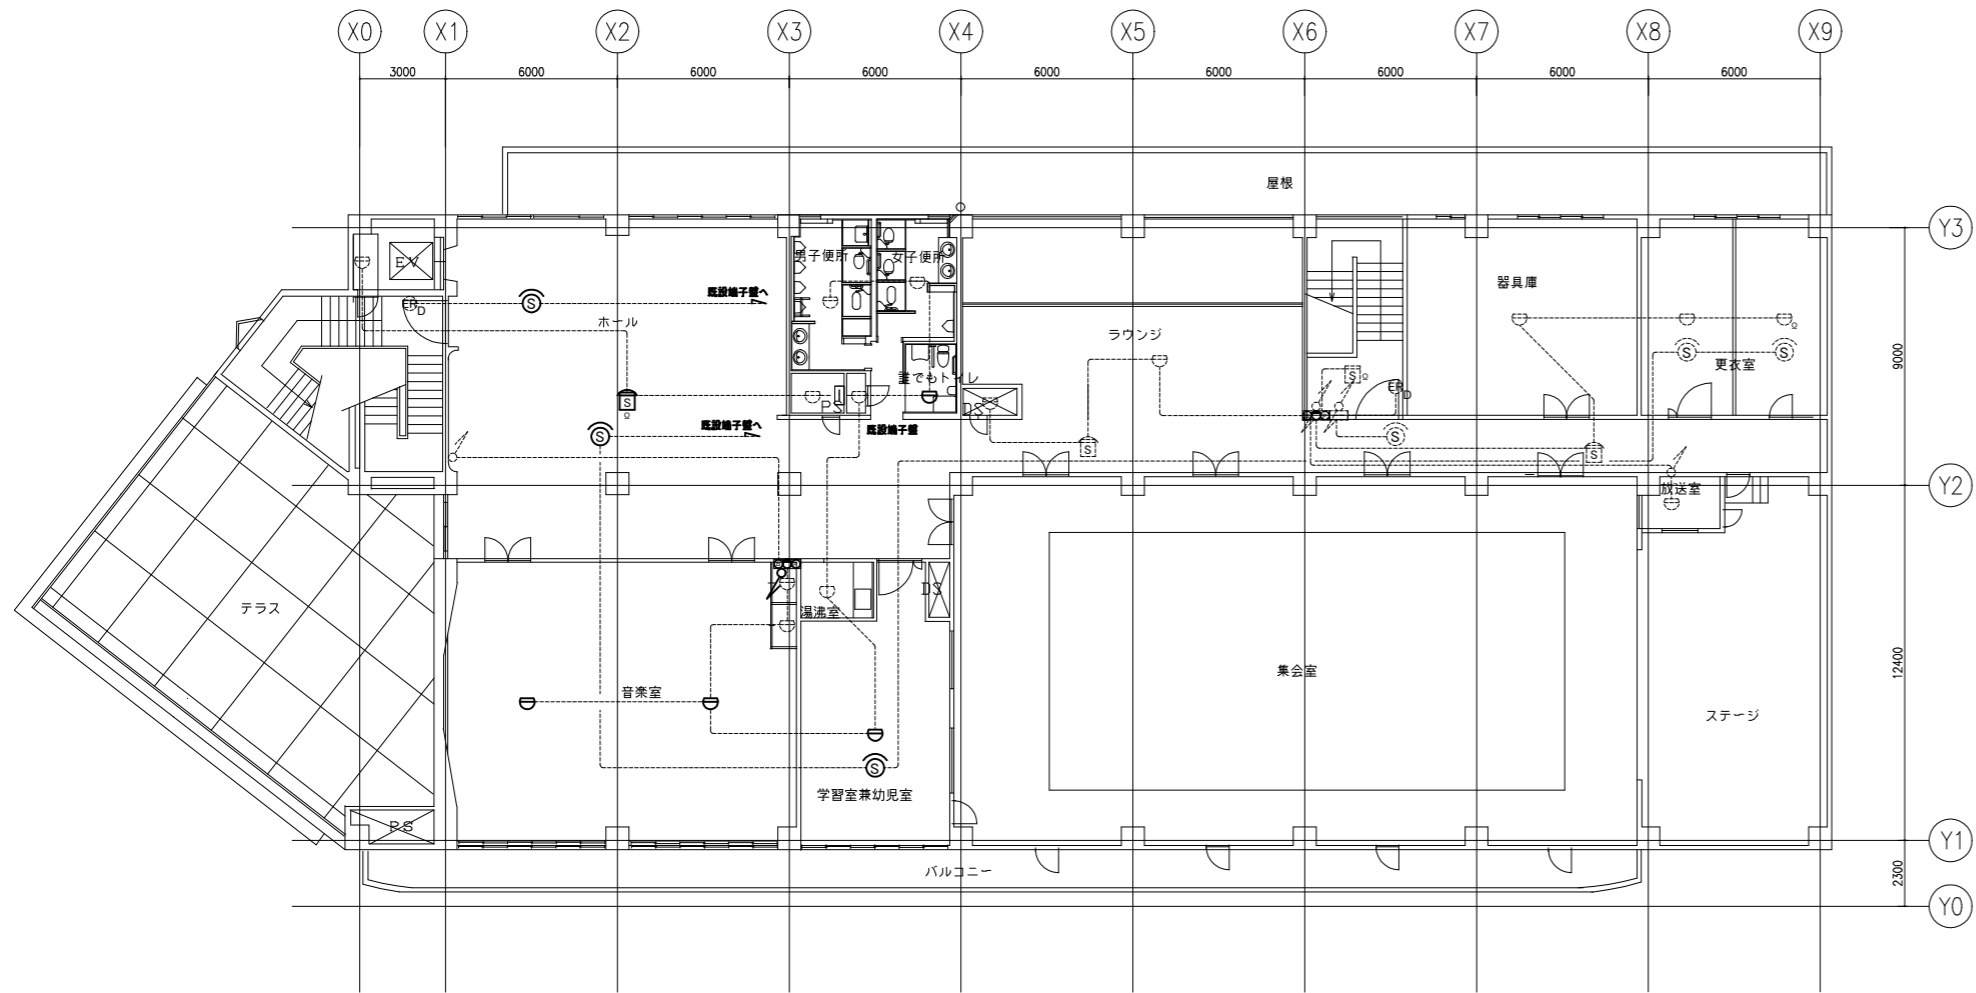 X0 X1 X2 X3 X4 X5 X6 X7 X8 X9
3000 6000 6000 6000 6000 6000 6000 6000 6000
屋根
Y3
男子便所 女子便所
EV
器具庫
既設端子盤へ
S
D
ホール
ラウンジ
9000
S S
更衣室
誰でもトイレ
S
Ω
PS
DS
S
Ω
D
既設端子盤へ
既設端子盤
S
S
S
S
Y2
放送室
DS
テラス
湯沸室
12400
集会室
音楽室
ステージ
S
学習室兼幼児室
PS
Y1
バルコニー
2300
Y0